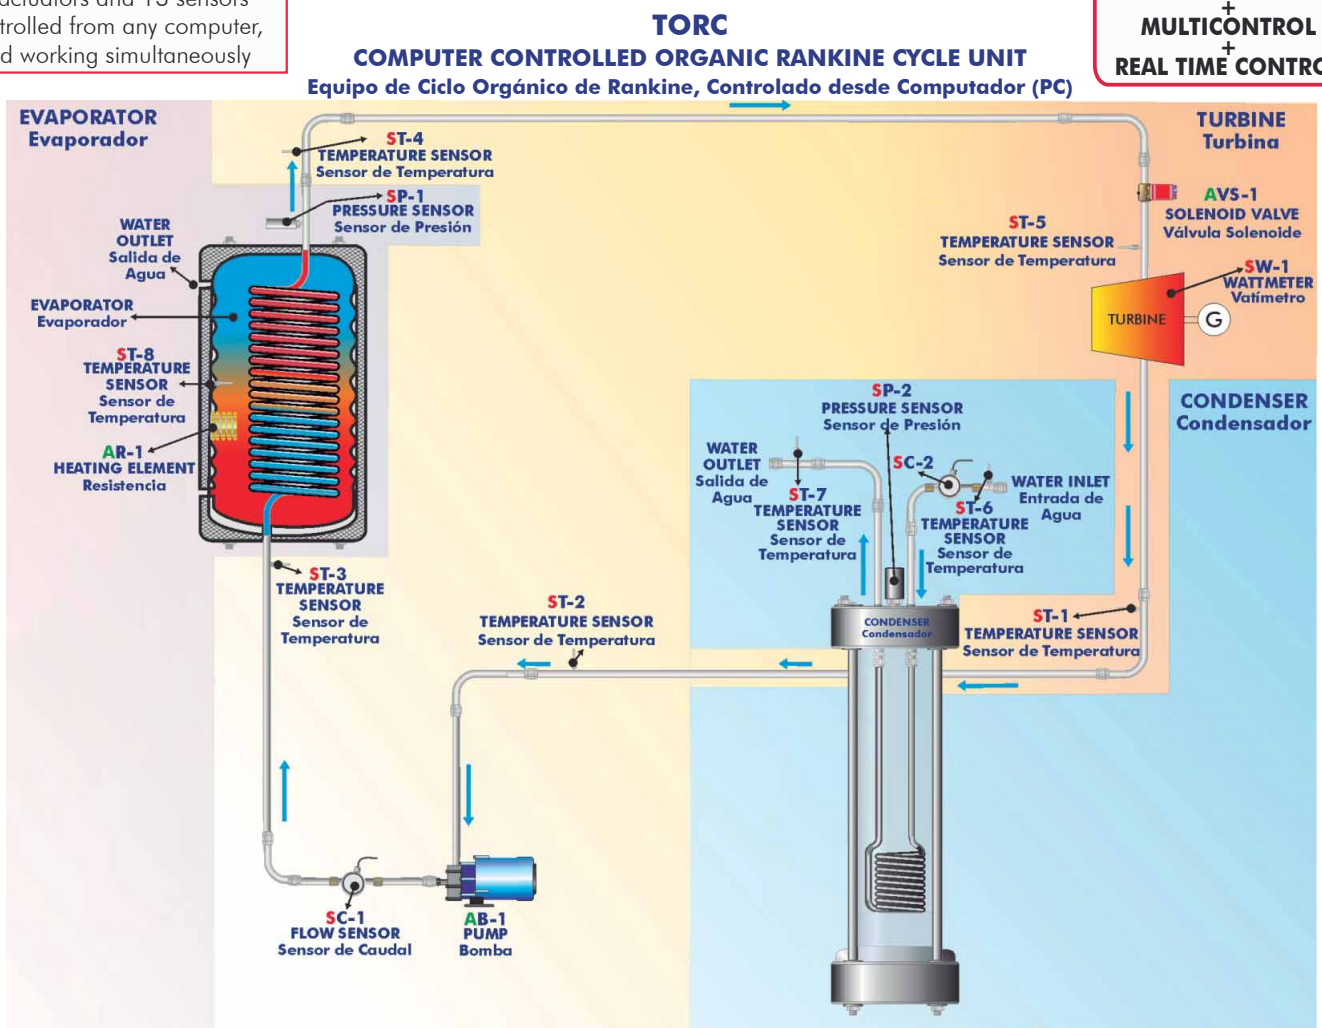 actuators and 13 sensors
controlled from any computer,
and working simultaneously
TORC
COMPUTER CONTROLLED ORGANIC RANKINE CYCLE UNIT
Equipo de Ciclo Orgánico de Rankine, Controlado desde Computador (PC)
+
MULTICONTROL
+
REAL TIME CONTRO
EVAPORATOR
Evaporador
ST-4
TEMPERATURE SENSOR
Sensor de Temperatura
SP-1
PRESSURE SENSOR
Sensor de Presión
WATER
OUTLET
Salida de
Agua
EVAPORATOR
Evaporador
ST-8
TEMPERATURE
SENSOR
Sensor de
Temperatura
AR-1
HEATING ELEMENT
Resistencia
TURBINE
Turbina
AVS-1
SOLENOID VALVE
Válvula Solenoide
ST-5
TEMPERATURE SENSOR
Sensor de Temperatura
SW-1
WATTMETER
Vatímetro
TURBINE
G
CONDENSER
Condensador
SP-2
PRESSURE SENSOR
Sensor de Presión
WATER
OUTLET
Salida de
Agua
SC-2
WATER INLET
Entrada de
Agua
ST-7
TEMPERATURE
SENSOR
Sensor de
Temperatura
ST-6
TEMPERATURE
SENSOR
Sensor de
Temperatura
CONDENSER
Condensador
ST-1
TEMPERATURE SENSOR
Sensor de Temperatura
ST-3
TEMPERATURE
SENSOR
Sensor de
Temperatura
ST-2
TEMPERATURE SENSOR
Sensor de Temperatura
SC-1
FLOW SENSOR
Sensor de Caudal
AB-1
PUMP
Bomba